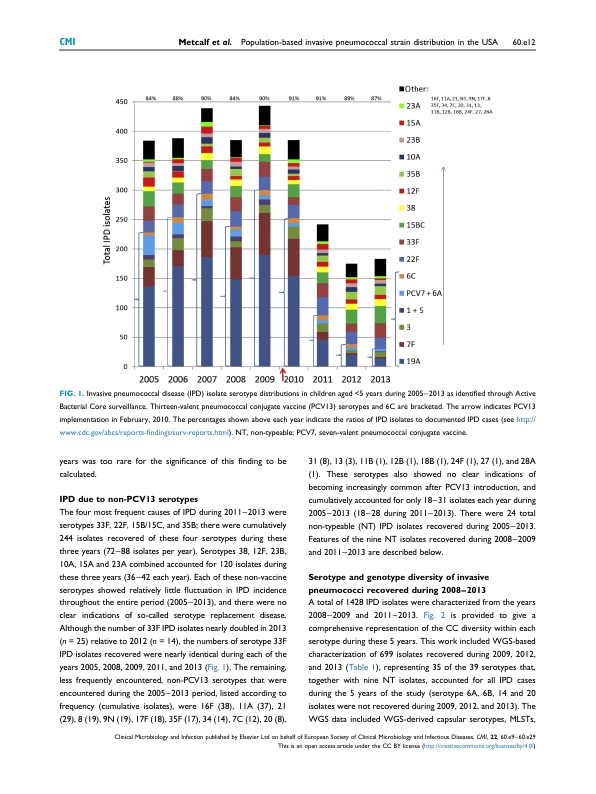 CMI
Metcalf et al. Population-based invasive pneumococcal strain distribution in the USA 60.e12
84% 88% 90% 85% 90% 91% 91% 89% 87%
Total IPD isolates
450
400
350
300
250
200
150
100
50
0
2005 2006 2007 2008 2009 2010 2011 2012 2013
Other:
16F, 11A, 21, NT, 9N, 17F, 8
35F, 34, 7C, 20, 31, 13,
11B, 12B, 18B, 24F, 27, 28A
23A
15A
23B
10A
35B
12F
38
15BC
33F
22F
6C
PCV7 + 6A
1 + 5
3
7F
19A
FIG. 1. Invasive pneumococcal disease (IPD) isolate serotype distributions in children aged <5 years during 2005–2013 as identified through Active
Bacterial Core surveillance. Thirteen-valent pneumococcal conjugate vaccine (PCV13) serotypes and 6C are bracketed. The arrow indicates PCV13
implementation in February, 2010. The percentages shown above each year indicate the ratios of IPD isolates to documented IPD cases (see http://
www.cdc.gov/abcs/reports-findings/surv-reports.html). NT, non-typeable; PCV7, seven-valent pneumococcal conjugate vaccine.
years was too rare for the significance of this finding to be
calculated.
IPD due to non-PCV13 serotypes
The four most frequent causes of IPD during 2011–2013 were
serotypes 33F, 22F, 15B/15C, and 35B; there were cumulatively
244 isolates recovered of these four serotypes during these
three years (72–88 isolates per year). Serotypes 38, 12F, 23B,
10A, 15A and 23A combined accounted for 120 isolates during
these three years (36–42 each year). Each of these non-vaccine
serotypes showed relatively little fluctuation in IPD incidence
throughout the entire period (2005–2013), and there were no
clear indications of so-called serotype replacement disease.
Although the number of 33F IPD isolates nearly doubled in 2013
(n = 25) relative to 2012 (n = 14), the numbers of serotype 33F
IPD isolates recovered were nearly identical during each of the
years 2005, 2008, 2009, 2011, and 2013 (Fig. 1). The remaining,
less frequently encountered, non-PCV13 serotypes that were
encountered during the 2005–2013 period, listed according to
frequency (cumulative isolates), were 16F (38), 11A (37), 21
(29), 8 (19), 9N (19), 17F (18), 35F (17), 34 (14), 7C (12), 20 (8),
31 (8), 13 (3), 11B (1), 12B (1), 18B (1), 24F (1), 27 (1), and 28A
(1). These serotypes also showed no clear indications of
becoming increasingly common after PCV13 introduction, and
cumulatively accounted for only 18–31 isolates each year during
2005–2013 (18–28 during 2011–2013). There were 24 total
non-typeable (NT) IPD isolates recovered during 2005–2013.
Features of the nine NT isolates recovered during 2008–2009
and 2011–2013 are described below.
Serotype and genotype diversity of invasive
pneumococci recovered during 2008–2013
A total of 1428 IPD isolates were characterized from the years
2008–2009 and 2011–2013. Fig. 2 is provided to give a
comprehensive representation of the CC diversity within each
serotype during these 5 years. This work included WGS-based
characterization of 699 isolates recovered during 2009, 2012,
and 2013 (Table 1), representing 35 of the 39 serotypes that,
together with nine NT isolates, accounted for all IPD cases
during the 5 years of the study (serotype 6A, 6B, 14 and 20
isolates were not recovered during 2009, 2012, and 2013). The
WGS data included WGS-derived capsular serotypes, MLSTs,
Clinical Microbiology and Infection published by Elsevier Ltd on behalf of European Society of Clinical Microbiology and Infectious Diseases, CMI, 22, 60.e9–60.e29
This is an open access article under the CC BY license (http://creativecommons.org/licenses/by/4.0/)